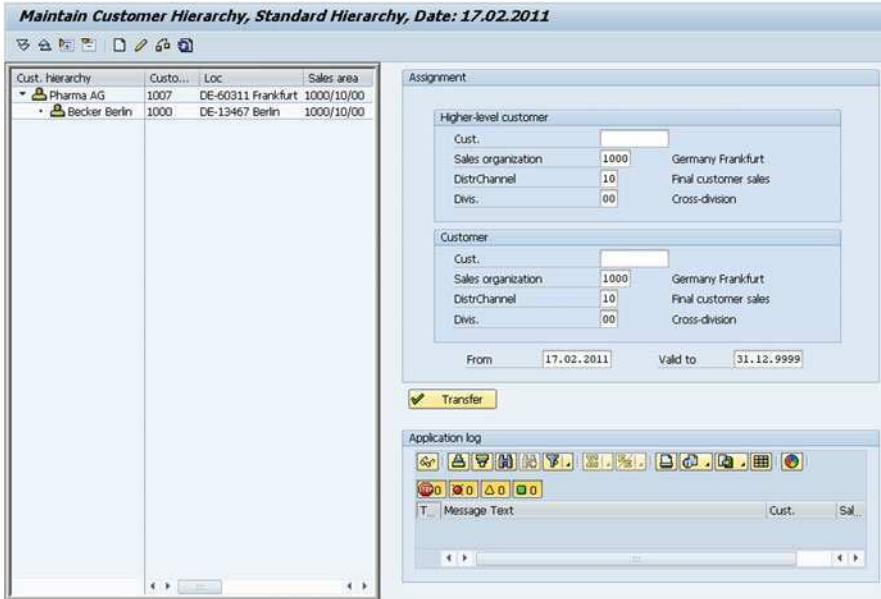 Maintain Customer Hierarchy, Standard Hierarchy, Date: 17.02.2011
Cust. hierarchy Custo... Loc Sales area
Pharma AG 1007 DE-60311 Frankfurt 1000/10/00
Becker Berlin 1000 DE-13467 Berlin 1000/10/00
Assignment
Higher-level customer
Cust.
Sales organization 1000 Germany Frankfurt
DistrChannel 10 Final customer sales
Divis. 00 Cross-division
Customer
Cust.
Sales organization 1000 Germany Frankfurt
DistrChannel 10 Final customer sales
Divis. 00 Cross-division
From 17.02.2011 Valid to 31.12.9999
Transfer
Application log
0 0 0 0
T... Message Text Cust. Sal...